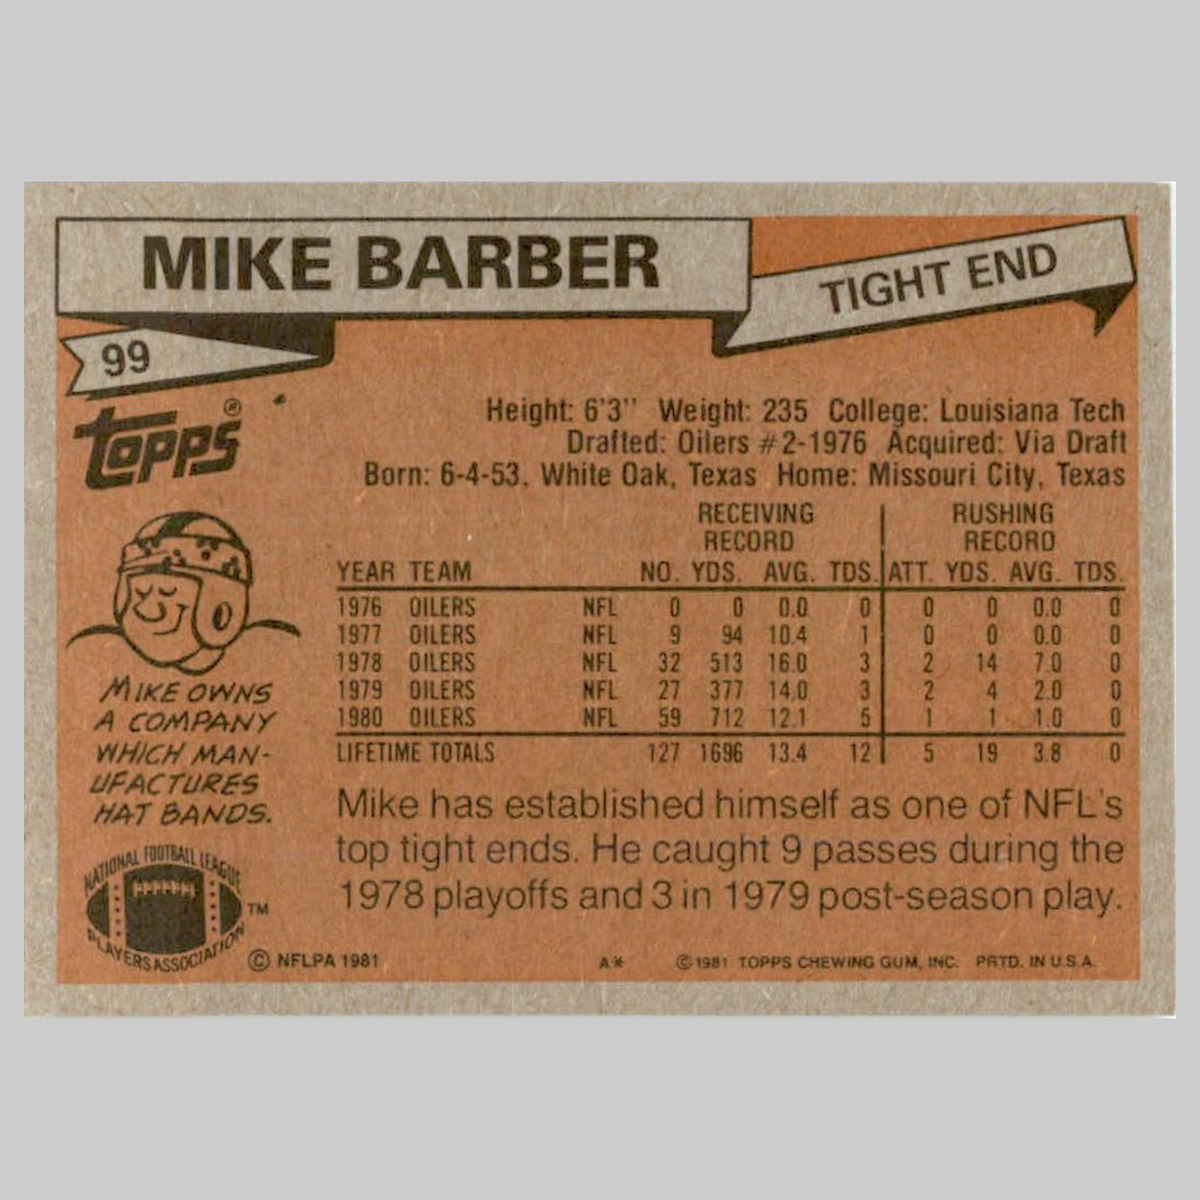 MIKE BARBER
TIGHT END
99
Topps®
Height: 6'3" Weight: 235 College: Louisiana Tech
Drafted: Oilers #2-1976 Acquired: Via Draft
Born: 6-4-53, White Oak, Texas Home: Missouri City, Texas
RECEIVING RECORD RUSHING RECORD
YEAR TEAM NO. YDS. AVG. TDS. ATT. YDS. AVG. TDS.
1976 OILERS NFL 0 0 0.0 0 0 0 0.0 0
1977 OILERS NFL 9 94 10.4 1 0 0 0.0 0
1978 OILERS NFL 32 513 16.0 3 2 14 7.0 0
1979 OILERS NFL 27 377 14.0 3 2 4 2.0 0
1980 OILERS NFL 59 712 12.1 5 1 1 1.0 0
LIFETIME TOTALS 127 1696 13.4 12 5 19 3.8 0
MIKE OWNS
A COMPANY
WHICH MAN-
UFACTURES
HAT BANDS.
Mike has established himself as one of NFL's
top tight ends. He caught 9 passes during the
1978 playoffs and 3 in 1979 post-season play.
NATIONAL FOOTBALL LEAGUE
PLAYERS ASSOCIATION
TM
© NFLPA 1981
A*
© 1981 TOPPS CHEWING GUM, INC. PRTD. IN U.S.A.